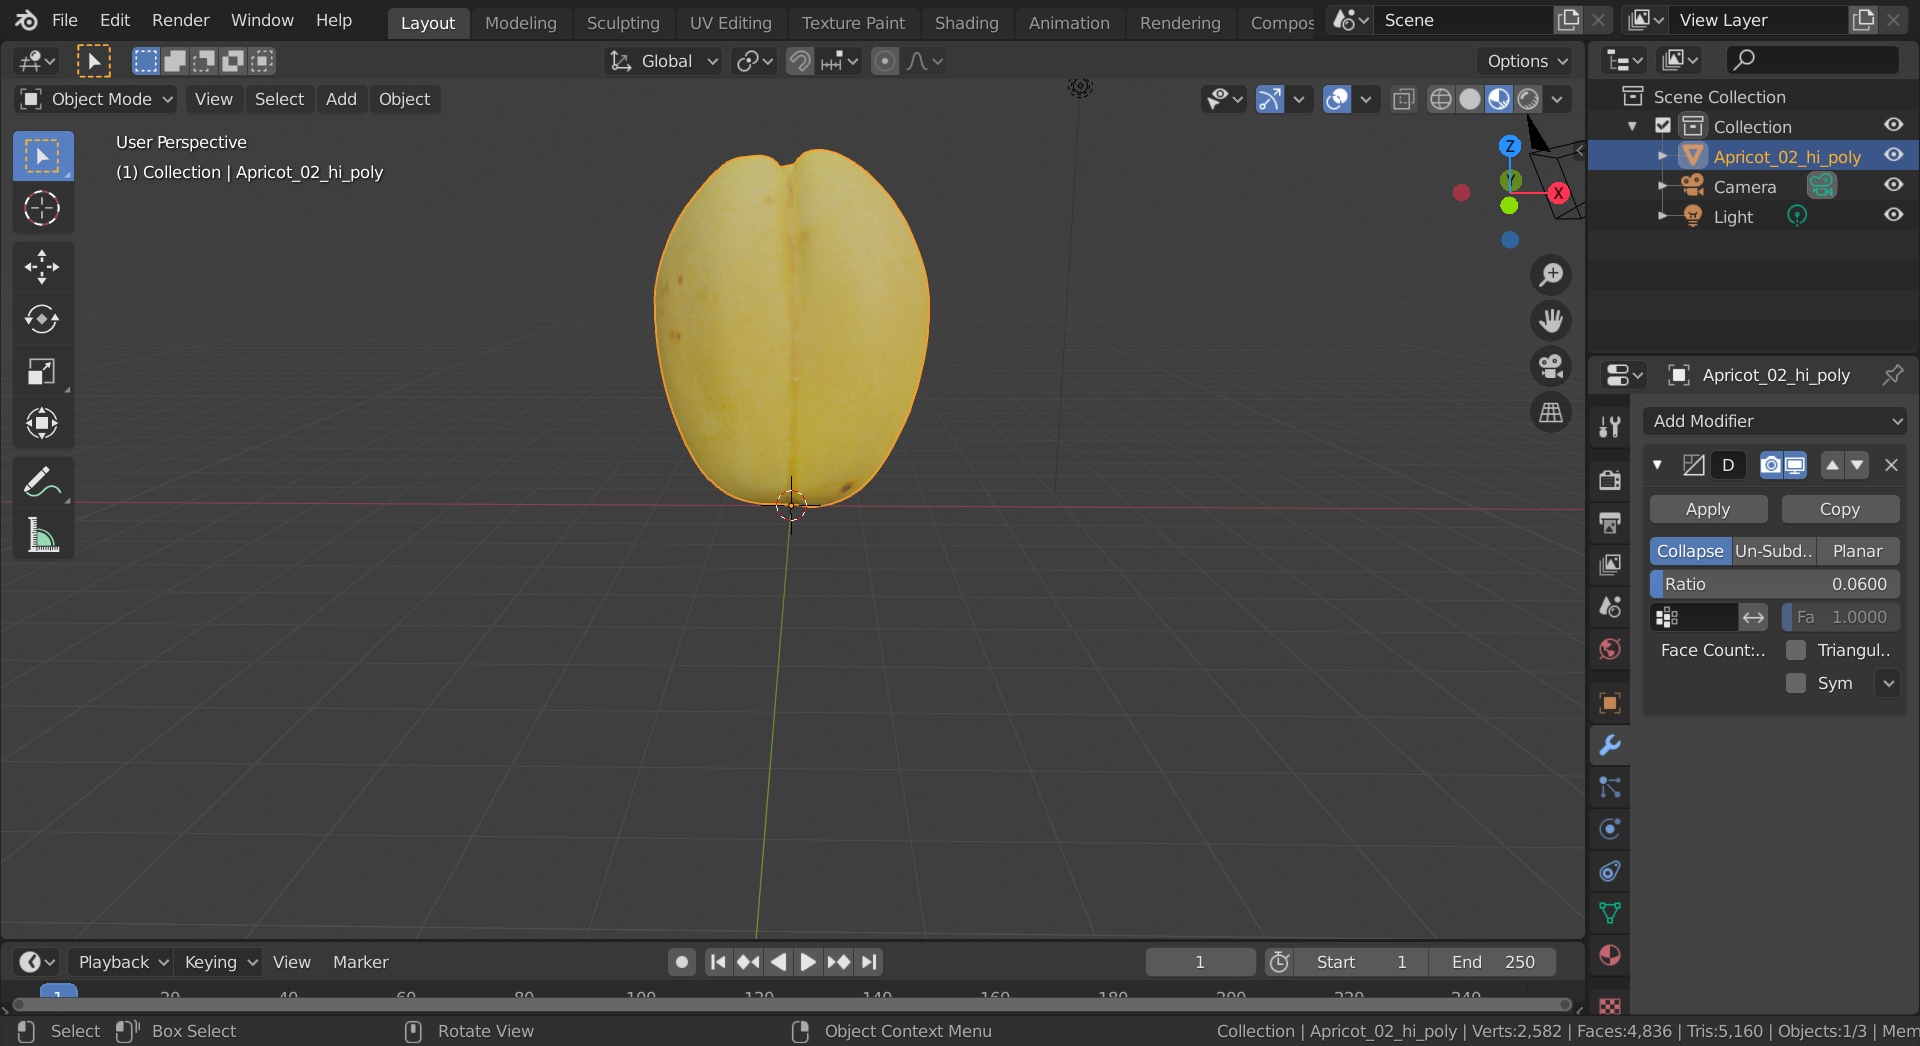 File Edit Render Window Help Layout Modeling Sculpting UV Editing Texture Paint Shading Animation Rendering Compos Scene View Layer
Global Options
Object Mode View Select Add Object
User Perspective
(1) Collection | Apricot_02_hi_poly
Z
Y
X
Scene Collection
Collection
Apricot_02_hi_poly
Camera
Light
Apricot_02_hi_poly
Add Modifier
D
Apply Copy
Collapse Un-Subd.. Planar
Ratio 0.0600
Fa 1.0000
Face Count:.. Triangul..
Sym
Playback Keying View Marker 1 Start 1 End 250
1 20 40 60 80 100 120 140 160 180 200 220 240
Select Box Select Rotate View Object Context Menu Collection | Apricot_02_hi_poly | Verts:2,582 | Faces:4,836 | Tris:5,160 | Objects:1/3 | Mem